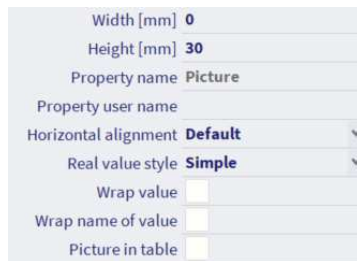 Width [mm] 0
Height [mm] 30
Property name Picture
Property user name
Horizontal alignment Default
Real value style Simple
Wrap value
Wrap name of value
Picture in table